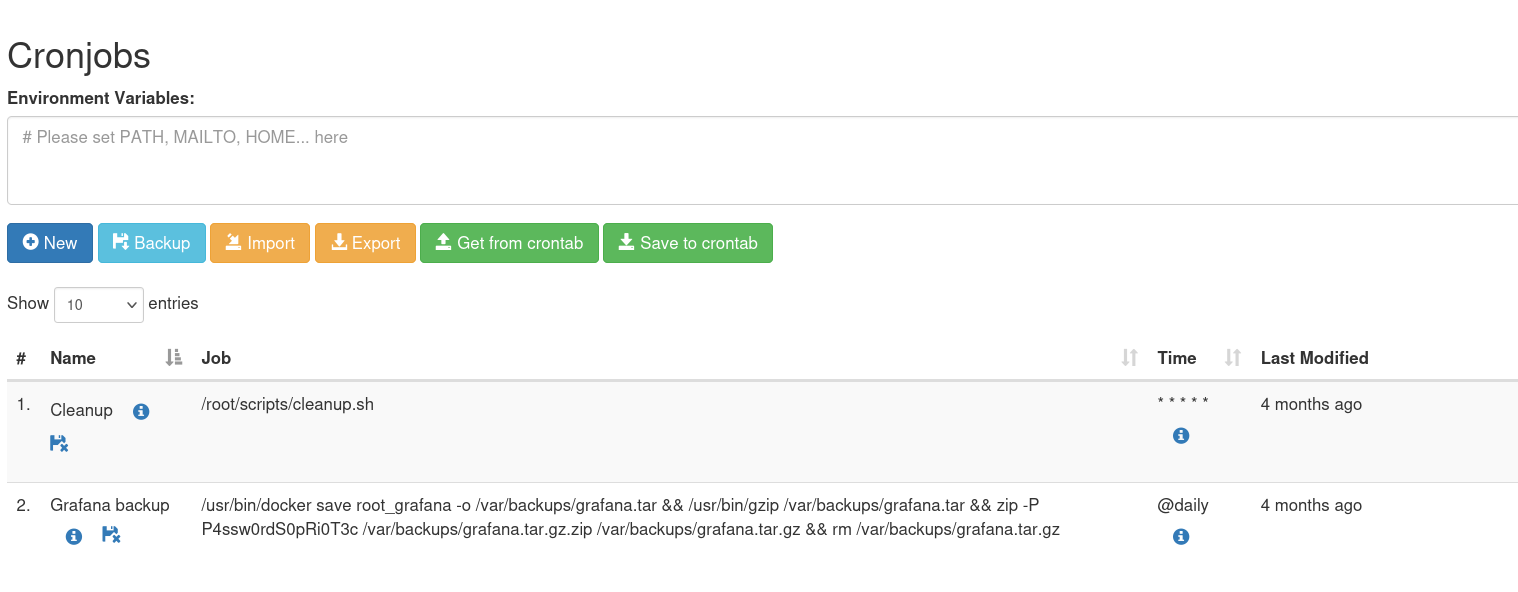 Cronjobs
Environment Variables:
# Please set PATH, MAILTO, HOME... here
New Backup Import Export Get from crontab Save to crontab
Show 10 entries
# Name Job Time Last Modified
1. Cleanup /root/scripts/cleanup.sh * * * * * 4 months ago
2. Grafana backup /usr/bin/docker save root_grafana -o /var/backups/grafana.tar && /usr/bin/gzip /var/backups/grafana.tar && zip -P @daily 4 months ago
P4ssw0rdS0pRi0T3c /var/backups/grafana.tar.gz.zip /var/backups/grafana.tar.gz && rm /var/backups/grafana.tar.gz